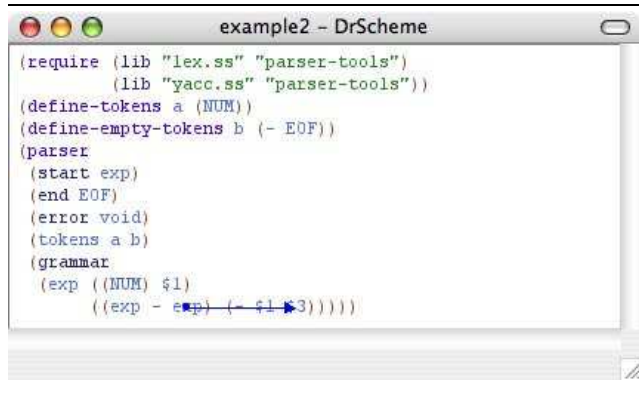 example2 - DrScheme
(require (lib "lex.ss" "parser-tools")
(lib "yacc.ss" "parser-tools"))
(define-tokens a (NUM))
(define-empty-tokens b (- EOF))
(parser
(start exp)
(end EOF)
(error void)
(tokens a b)
(grammar
(exp ((NUM) $1)
((exp - exp) (- $1 $3)))))